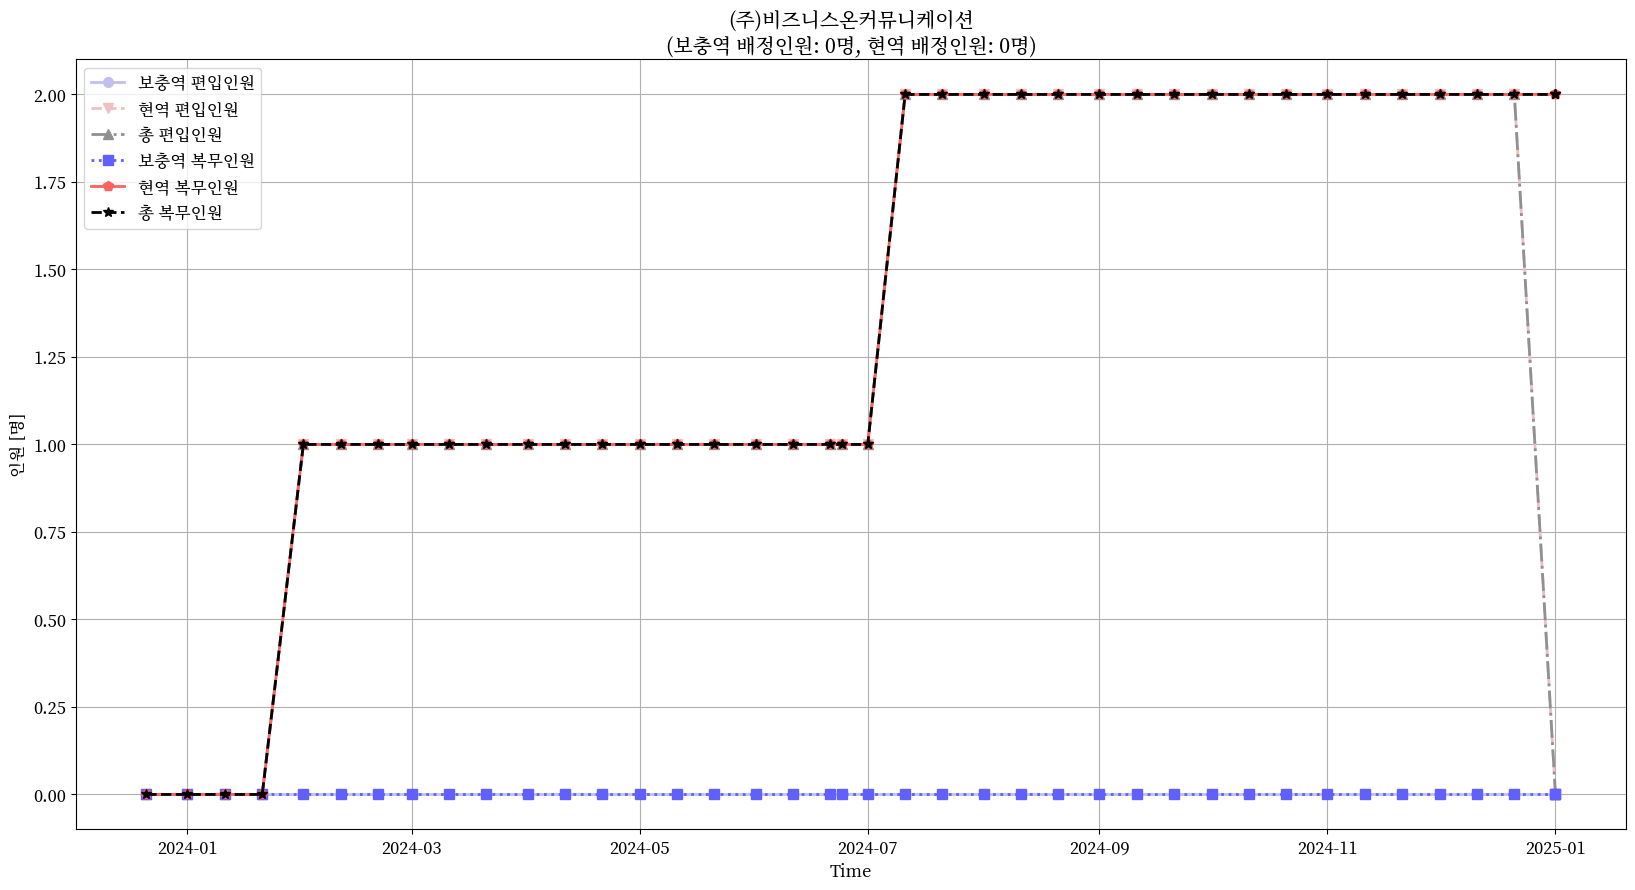 (주)비즈니스온커뮤니케이션
(보충역 배정인원: 0명, 현역 배정인원: 0명)
보충역 편입인원
현역 편입인원
총 편입인원
보충역 복무인원
현역 복무인원
총 복무인원
인원 [명]
2.00
1.75
1.50
1.25
1.00
0.75
0.50
0.25
0.00
2024-01 2024-03 2024-05 2024-07 2024-09 2024-11 2025-01
Time